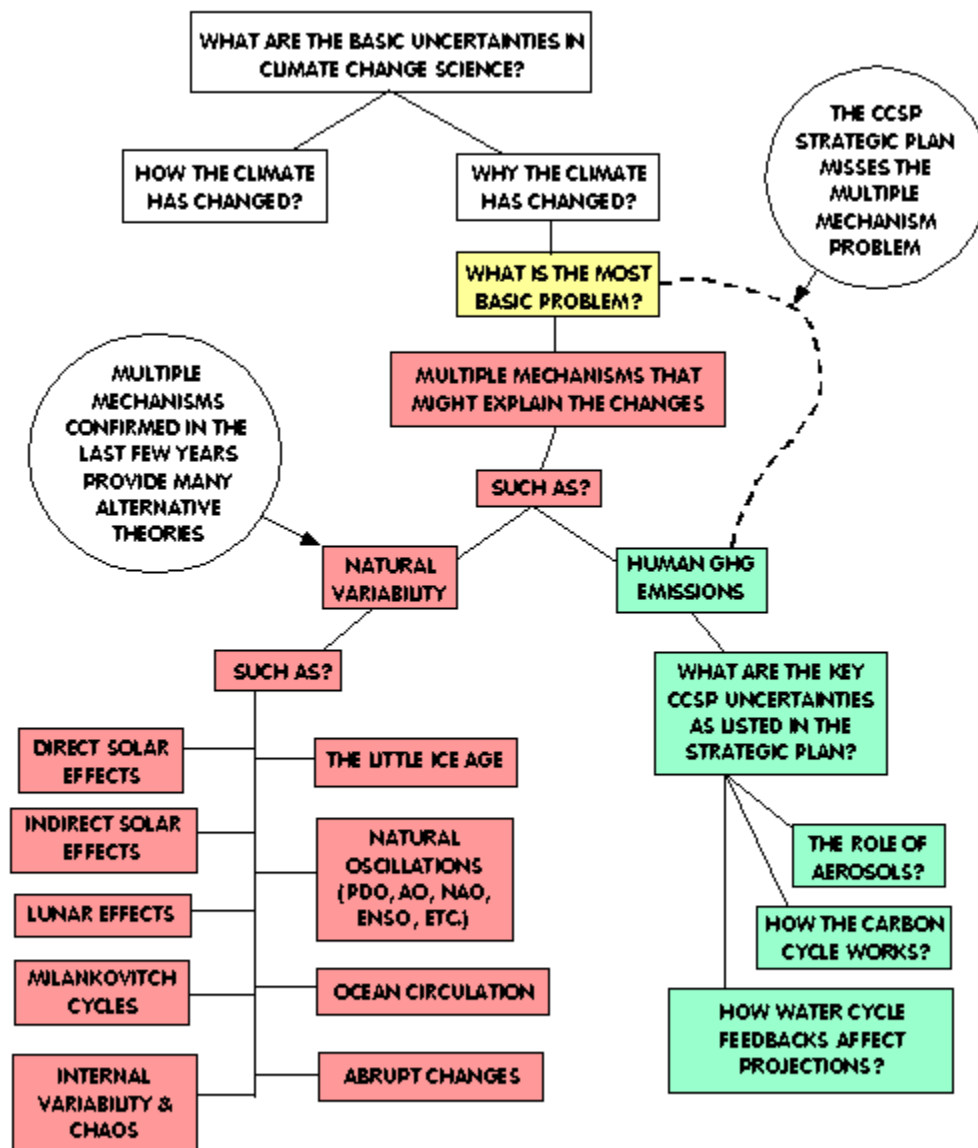 WHAT ARE THE BASIC UNCERTAINTIES IN
CLIMATE CHANGE SCIENCE?
HOW THE CLIMATE
HAS CHANGED?
WHY THE CLIMATE
HAS CHANGED?
THE CCSP
STRATEGIC PLAN
MISSES THE
MULTIPLE
MECHANISM
PROBLEM
WHAT IS THE MOST
BASIC PROBLEM?
MULTIPLE MECHANISMS THAT
MIGHT EXPLAIN THE CHANGES
MULTIPLE
MECHANISMS
CONFIRMED IN THE
LAST FEW YEARS
PROVIDE MANY
ALTERNATIVE
THEORIES
SUCH AS?
NATURAL
VARIABILITY
HUMAN GHG
EMISSIONS
SUCH AS?
DIRECT SOLAR
EFFECTS
INDIRECT SOLAR
EFFECTS
LUNAR EFFECTS
MILANKOVITCH
CYCLES
INTERNAL
VARIABILITY &
CHAOS
THE LITTLE ICE AGE
NATURAL
OSCILLATIONS
(PDO, AO, NAO,
ENSO, ETC.)
OCEAN CIRCULATION
ABRUPT CHANGES
WHAT ARE THE KEY
CCSP UNCERTAINTIES
AS LISTED IN THE
STRATEGIC PLAN?
THE ROLE OF
AEROSOLS?
HOW THE CARBON
CYCLE WORKS?
HOW WATER CYCLE
FEEDBACKS AFFECT
PROJECTIONS?